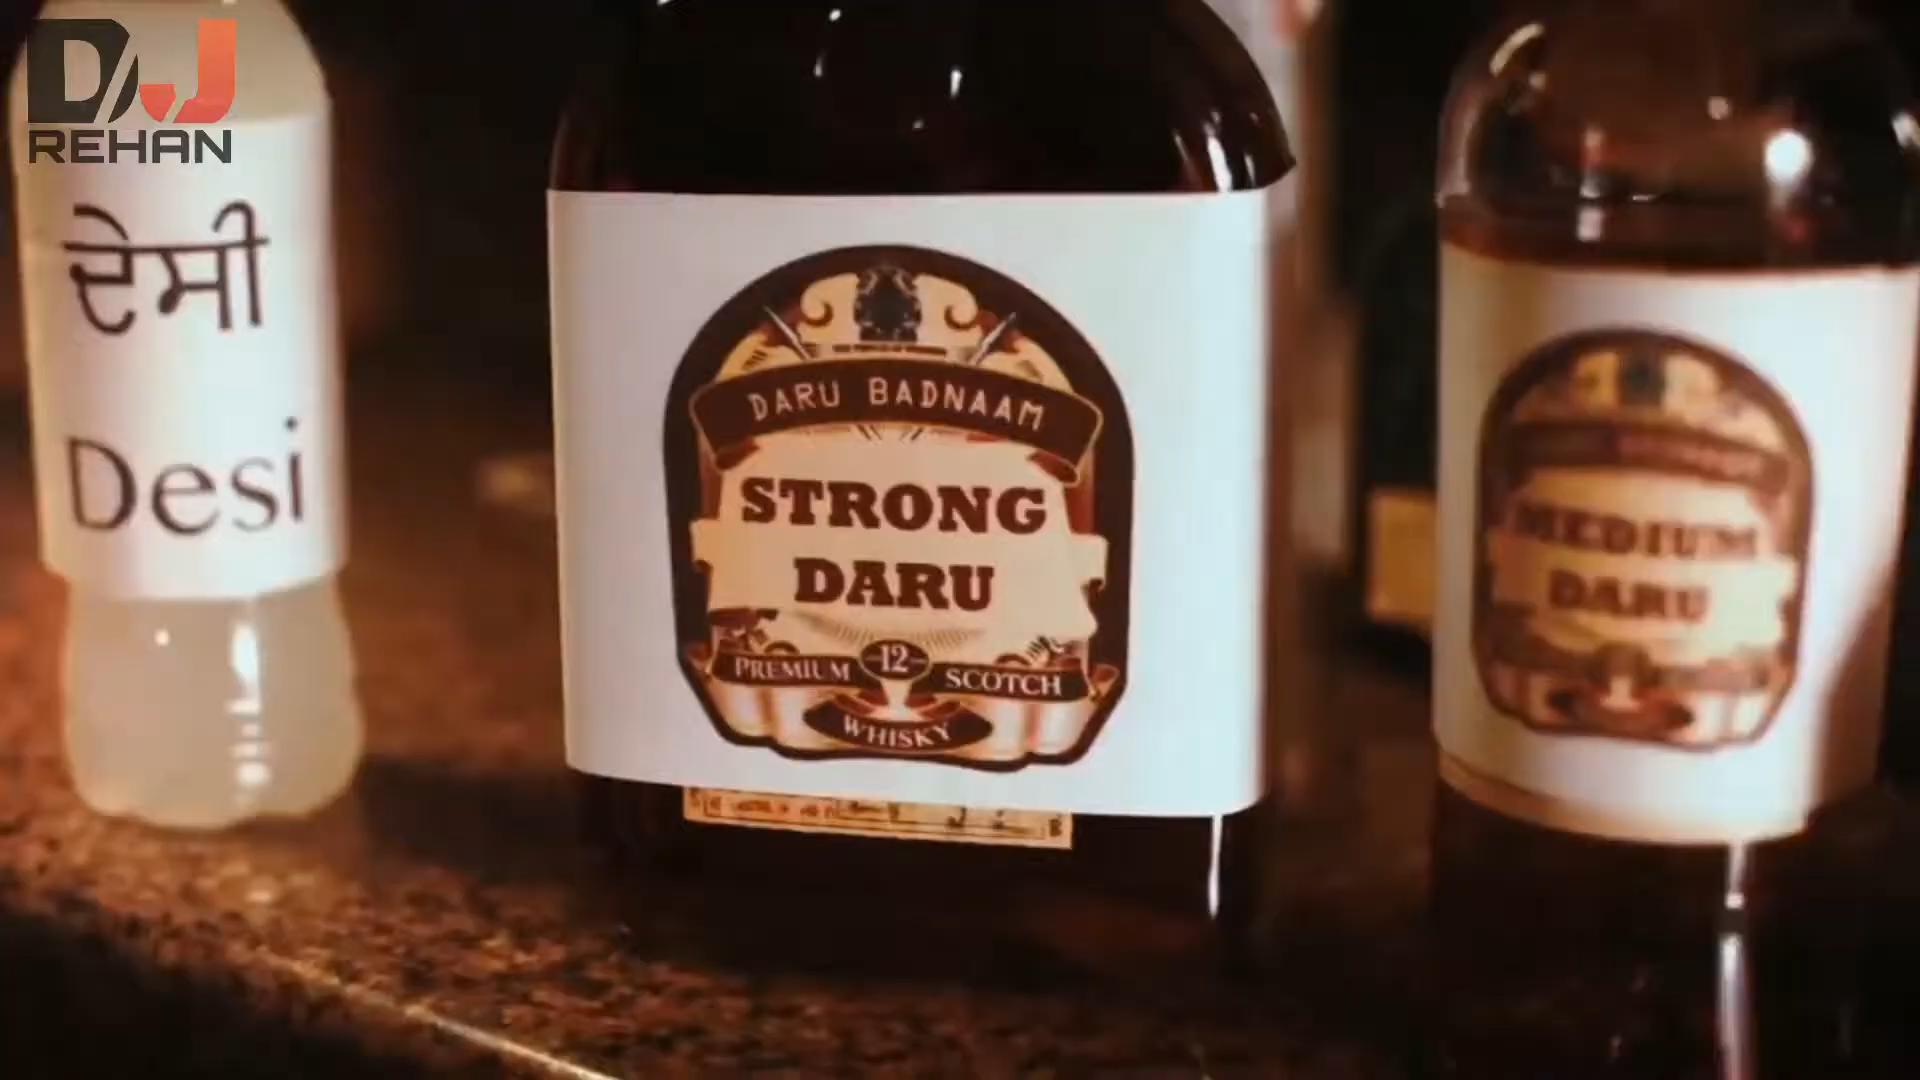 DJ
REHAN
ਦੇਸੀ
Desi
DARU BADNAAM
STRONG
DARU
PREMIUM 12 SCOTCH
WHISKY
MEDIUM
DARU